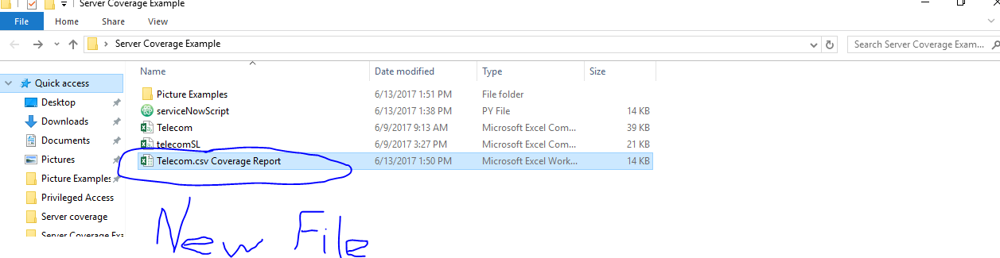 Server Coverage Example
File Home Share View
Server Coverage Example Search Server Coverage Exam...
Name Date modified Type Size
Quick access
Desktop
Downloads
Documents
Pictures
Picture Examples
Privileged Access
Server coverage
Server Coverage Exa
Picture Examples 6/13/2017 1:51 PM File folder
serviceNowScript 6/13/2017 1:38 PM PY File 14 KB
Telecom 6/9/2017 9:13 AM Microsoft Excel Com... 39 KB
telecomSL 6/9/2017 3:27 PM Microsoft Excel Com... 21 KB
Telecom.csv Coverage Report 6/13/2017 1:50 PM Microsoft Excel Work... 14 KB
New File